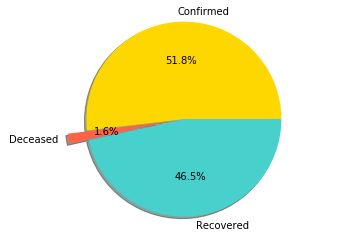 Confirmed
51.8%
Deceased
1.6%
46.5%
Recovered